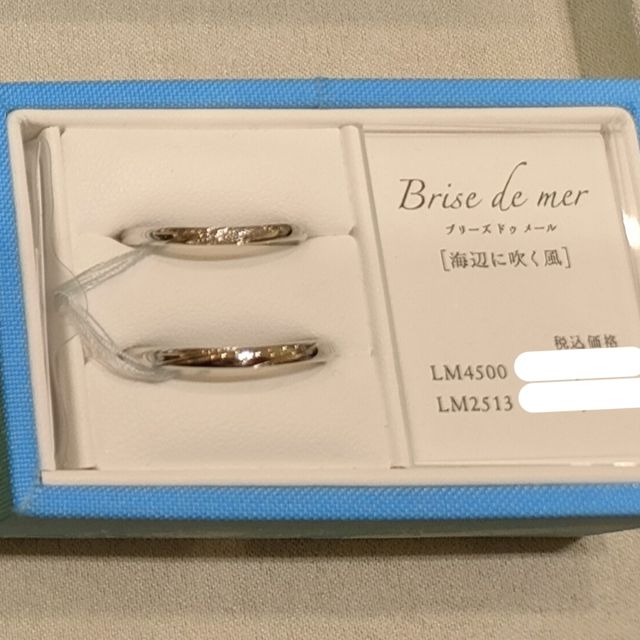 Brise de mer
ブリーズ ドゥ メール
[海辺に吹く風]
税込価格
LM4500
LM2513